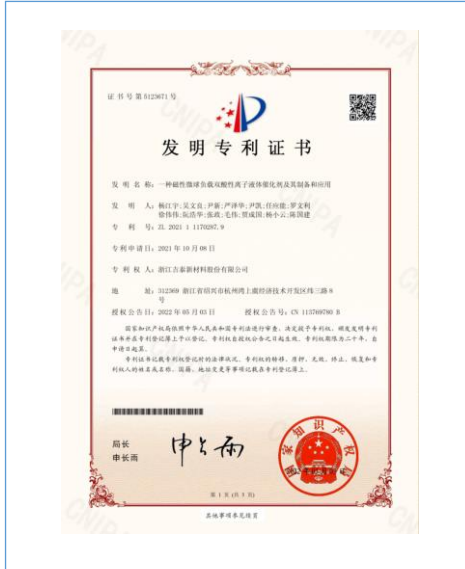 证书号第5123671号
发明专利证书
发明名称：一种磁性微球负载双酸性离子液体催化剂及其制备和应用
发明人：杨江宇;吴文良;严新;严泽华;尹凯;任应能;罗文利
徐伟伟;阮浩华;张政;毛伟;贺成国;杨小云;陈国建
专利号：ZL 2021 1 1170287.9
专利申请日：2021年10月08日
专利权人：浙江吉泰新材料股份有限公司
地址：312369 浙江省绍兴市杭州湾上虞经济技术开发区纬三路8
号
授权公告日：2022年05月03日 授权公告号：CN 113769780 B
国家知识产权局依照中华人民共和国专利法进行审查，决定授予专利权，颁发发明专利
证书并在专利登记簿上予以登记。专利权自授权公告之日起生效。专利权期限为二十年，自
申请日起算。
专利证书记载专利权登记时的法律状况。专利权的转移、质押、无效、终止、恢复和专
利权人的姓名或名称、国籍、地址变更等事项记载在专利登记簿上。
局长
申长雨
申长雨
国家知识产权局
第 1 页 (共 3 页)
其他事项参见续页
CNIPA